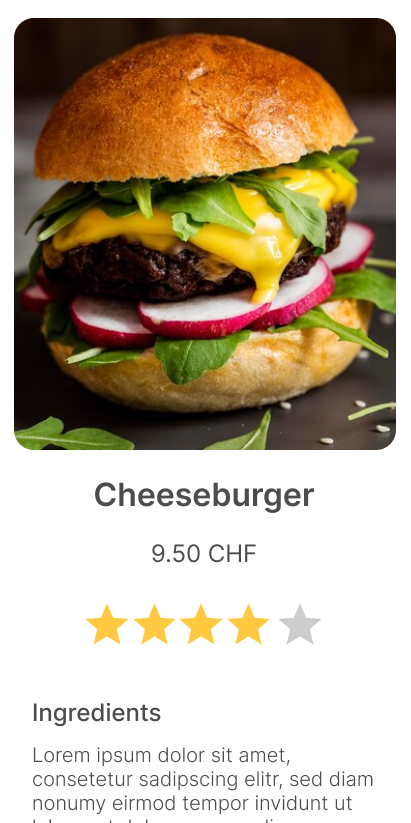 Cheeseburger
9.50 CHF
Ingredients
Lorem ipsum dolor sit amet,
consetetur sadipscing elitr, sed diam
nonumy eirmod tempor invidunt ut